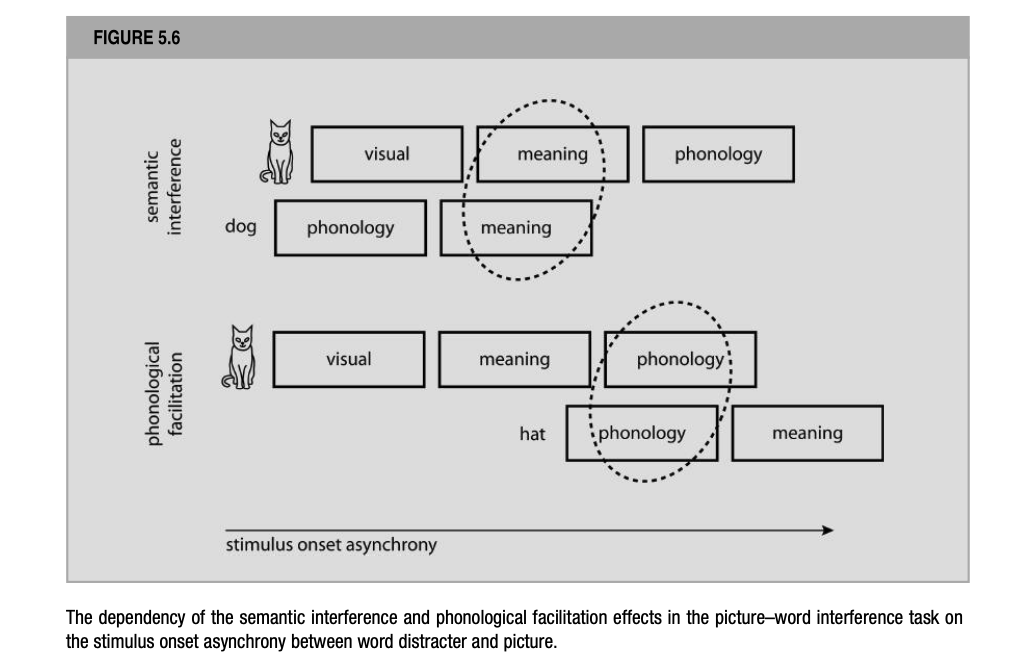 FIGURE 5.6
semantic
interference
visual
meaning
phonology
dog
phonology
meaning
phonological
facilitation
visual
meaning
phonology
hat
phonology
meaning
stimulus onset asynchrony
The dependency of the semantic interference and phonological facilitation effects in the picture–word interference task on
the stimulus onset asynchrony between word distracter and picture.